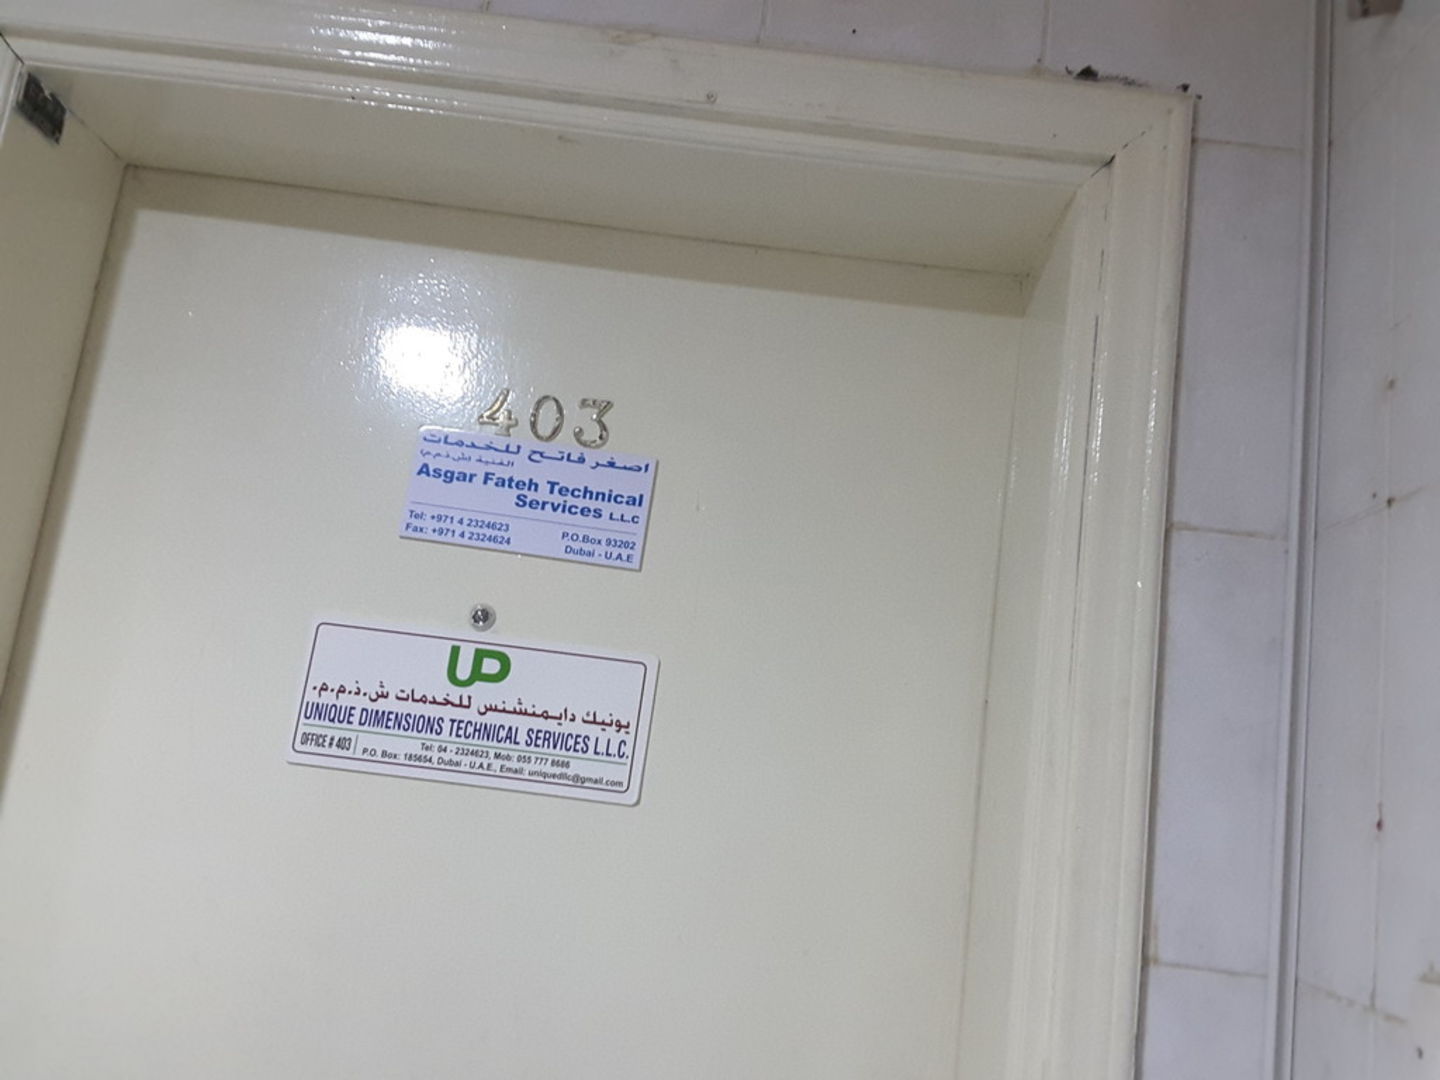 403
اصغر فاتح للخدمات
الفنية (ش.ذ.م.م)
Asgar Fateh Technical
Services L.L.C
Tel: +971 4 2324623
Fax: +971 4 2324624
P.O.Box 93202
Dubai - U.A.E
UD
يونيك دايمنشنس للخدمات ش.ذ.م.م.
UNIQUE DIMENSIONS TECHNICAL SERVICES L.L.C.
OFFICE # 403
Tel: 04 - 2324623, Mob: 055 777 8686
P.O. Box: 185654, Dubai - U.A.E., Email: uniquedllc@gmail.com